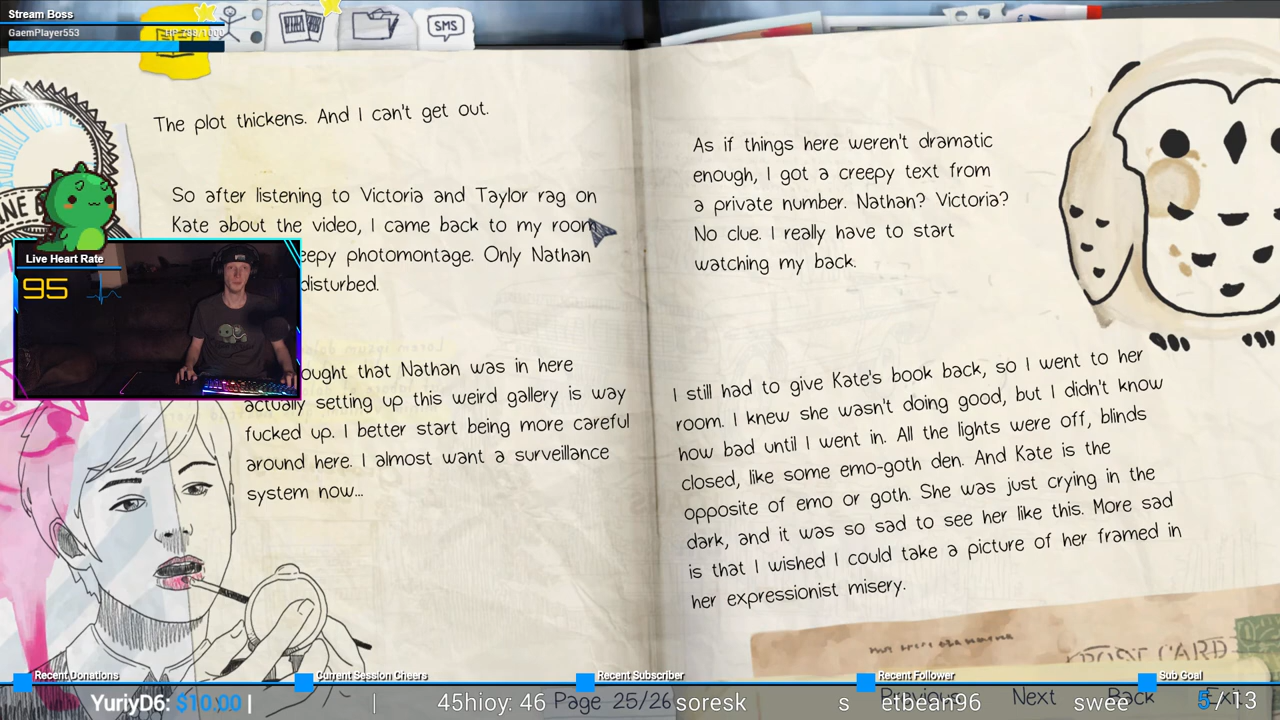 Stream Boss
GaemPlayer553
SMS
The plot thickens. And I can't get out.
So after listening to Victoria and Taylor rag on
Kate about the video, I came back to my room
eepy photomontage. Only Nathan
disturbed.
ought that Nathan was in here
actually setting up this weird gallery is way
fucked up. I better start being more careful
around here. I almost want a surveillance
system now...
Live Heart Rate
95
As if things here weren't dramatic
enough, I got a creepy text from
a private number. Nathan? Victoria?
No clue. I really have to start
watching my back.
I still had to give Kate's book back, so I went to her
room. I knew she wasn't doing good, but I didn't know
how bad until I went in. All the lights were off, blinds
closed, like some emo-goth den. And Kate is the
opposite of emo or goth. She was just crying in the
dark, and it was so sad to see her like this. More sad
is that I wished I could take a picture of her framed in
her expressionist misery.
POST CARD
Recent Donations
Current Session Cheers
Recent Subscriber
Recent Follower
Sub Goal
YuriyD6: $10.00 |
|
45hioy: 46
Page 25/26
soresk
s
etbean96
Previous
Next
Back
Exit
swee
5 / 13